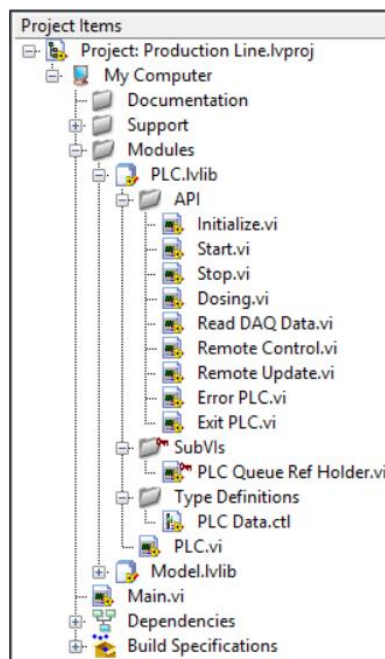 Project Items
Project: Production Line.lvproj
My Computer
Documentation
Support
Modules
PLC.lvlib
API
Initialize.vi
Start.vi
Stop.vi
Dosing.vi
Read DAQ Data.vi
Remote Control.vi
Remote Update.vi
Error PLC.vi
Exit PLC.vi
SubVIs
PLC Queue Ref Holder.vi
Type Definitions
PLC Data.ctl
PLC.vi
Model.lvlib
Main.vi
Dependencies
Build Specifications